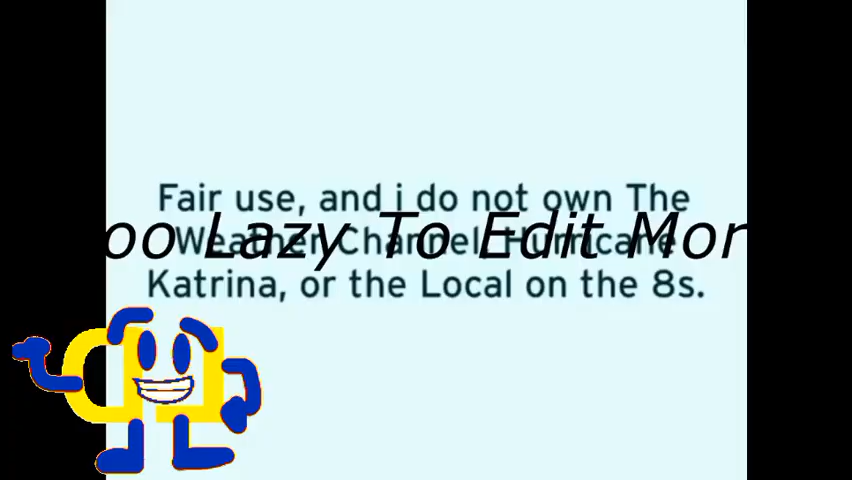 Fair use, and i do not own The
Weather Channel, Hurricane
Katrina, or the Local on the 8s.
oo Lazy To Edit Mor